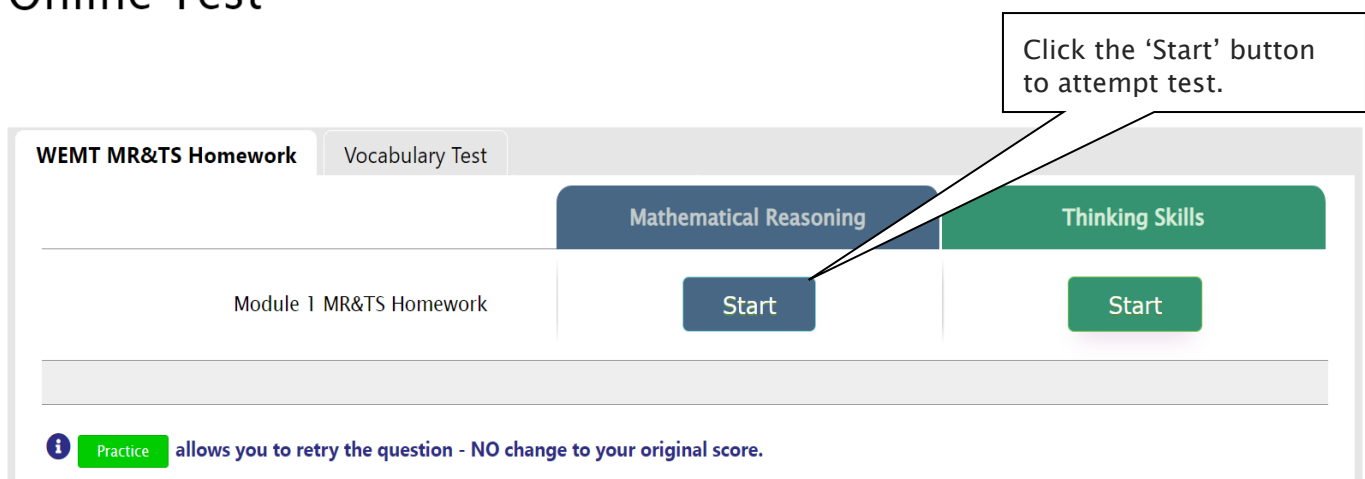 Online Test
Click the ‘Start’ button
to attempt test.
WEMT MR&TS Homework Vocabulary Test
Mathematical Reasoning Thinking Skills
Module 1 MR&TS Homework Start Start
Practice allows you to retry the question - NO change to your original score.